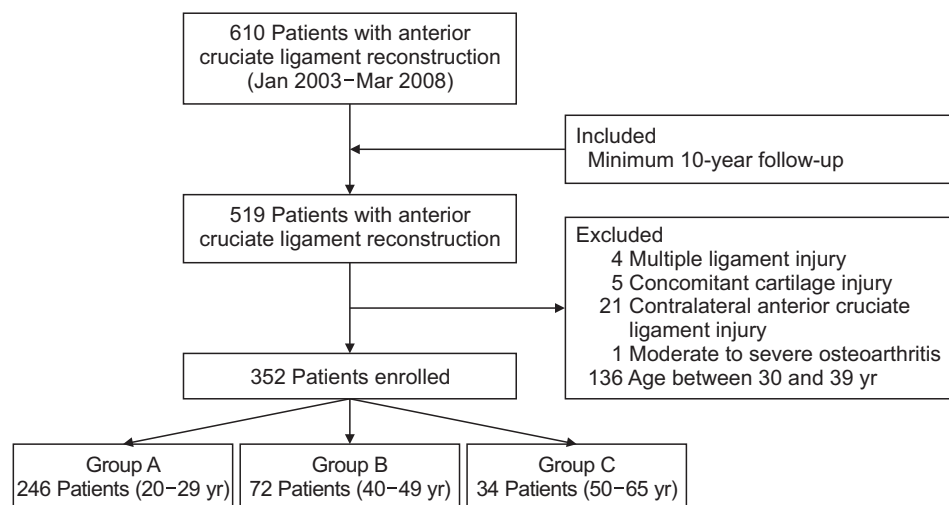 610 Patients with anterior
cruciate ligament reconstruction
(Jan 2003−Mar 2008)
Included
Minimum 10-year follow-up
519 Patients with anterior
cruciate ligament reconstruction
Excluded
4 Multiple ligament injury
5 Concomitant cartilage injury
21 Contralateral anterior cruciate
ligament injury
1 Moderate to severe osteoarthritis
136 Age between 30 and 39 yr
352 Patients enrolled
Group A
246 Patients (20−29 yr)
Group B
72 Patients (40−49 yr)
Group C
34 Patients (50−65 yr)